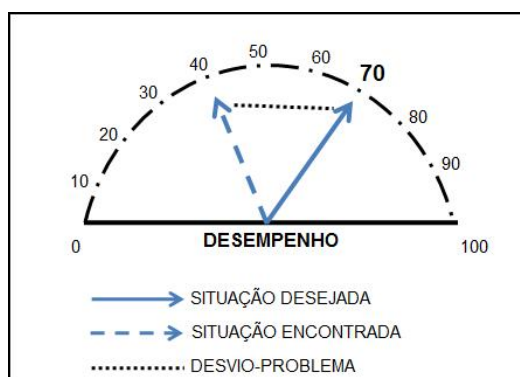 50
40
60
70
30
20
80
10
90
0
DESEMPENHO
100
SITUAÇÃO DESEJADA
SITUAÇÃO ENCONTRADA
DESVIO-PROBLEMA